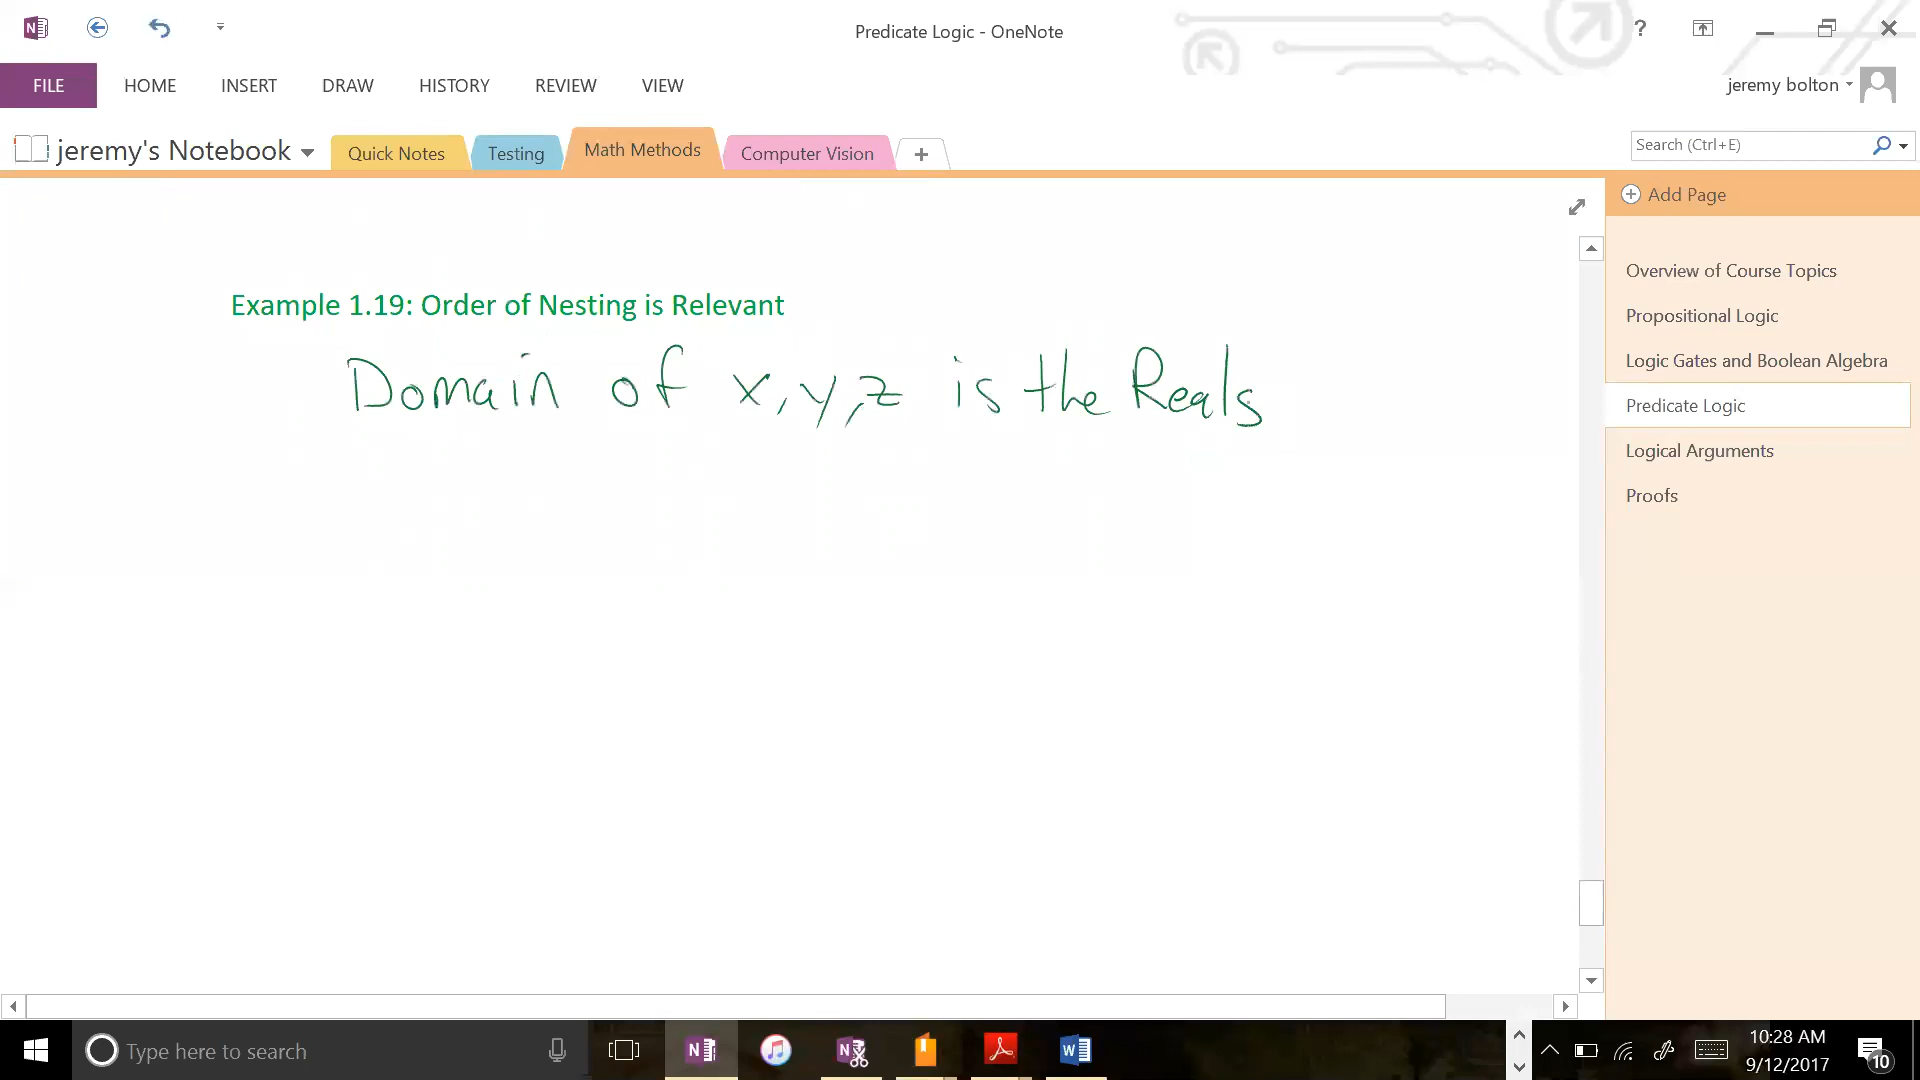 Predicate Logic - OneNote
?
FILE HOME INSERT DRAW HISTORY REVIEW VIEW
jeremy bolton
jeremy's Notebook
Quick Notes
Testing
Math Methods
Computer Vision
+
Search (Ctrl+E)
Add Page
Overview of Course Topics
Propositional Logic
Logic Gates and Boolean Algebra
Predicate Logic
Logical Arguments
Proofs
Example 1.19: Order of Nesting is Relevant
Domain of x,y,z is the Reals
Type here to search
10:28 AM
9/12/2017
10